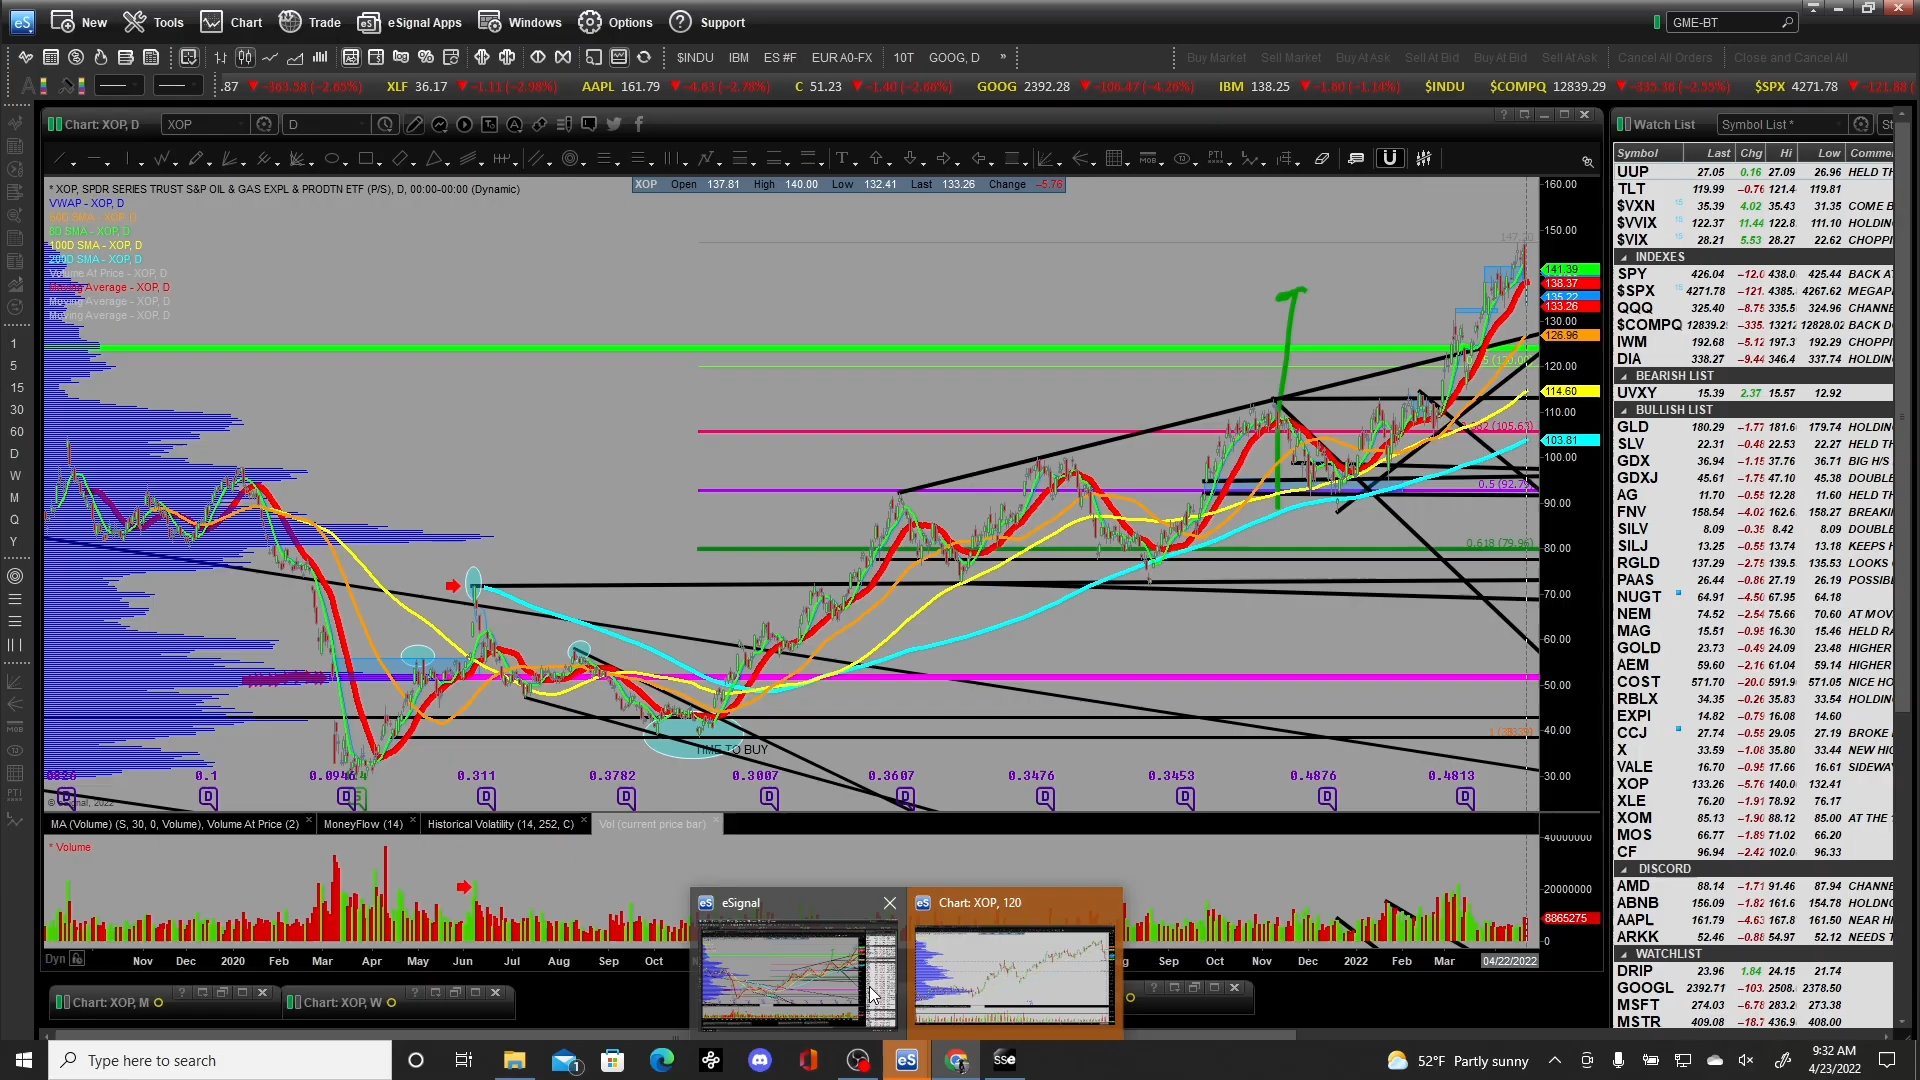 New Tools Chart Trade eSignal Apps Windows Options Support GME-BT
$INDU IBM ES #F EUR A0-FX 10T GOOG, D » Buy Market Sell Market Buy At Ask Sell At Bid Buy At Bid Sell At Ask Cancel All Orders Close and Cancel All
.87 -363.58 (-2.65%) XLF 36.17 -1.11 (-2.98%) AAPL 161.79 -4.63 (-2.78%) C 51.23 -1.40 (-2.66%) GOOG 2392.28 -106.47 (-4.26%) IBM 138.25 -1.60 (-1.14%) $INDU $COMPQ 12839.29 -335.36 (-2.55%) $SPX 4271.78 -121.88
Chart: XOP, D XOP D
* XOP, SPDR SERIES TRUST S&P OIL & GAS EXPL & PRODTN ETF (P/S), D, 00:00-00:00 (Dynamic)
XOP Open 137.81 High 140.00 Low 132.41 Last 133.26 Change -5.76
VWAP - XOP, D
50D SMA - XOP, D
8D SMA - XOP, D
100D SMA - XOP, D
200D SMA - XOP, D
Volume At Price - XOP, D
Moving Average - XOP, D
Moving Average - XOP, D
Moving Average - XOP, D
160.00
150.00
141.39
138.37
135.22
133.26
130.00
126.96
120.00
114.60
110.00
103.81
100.00
90.00
80.00
70.00
60.00
50.00
40.00
30.00
0.5 (92.79)
0.618 (79.96)
TIME TO BUY
0.1 0.0946 0.311 0.3782 0.3007 0.3607 0.3476 0.3453 0.4876 0.4813
© eSignal, 2022
1
5
15
30
60
D
W
M
Q
Y
MA (Volume) (S, 30, 0, Volume), Volume At Price (2) MoneyFlow (14) Historical Volatility (14, 252, C) Vol (current price bar)
* Volume
40000000
20000000
8865275
0
Dyn Nov Dec 2020 Feb Mar Apr May Jun Jul Aug Sep Oct Sep Oct Nov Dec 2022 Feb Mar 04/22/2022
Chart: XOP, M Chart: XOP, W
eSignal
Chart: XOP, 120
Watch List Symbol List *
Symbol Last Chg Hi Low Comme
UUP 27.05 0.16 27.09 26.96 HELD TH
TLT 119.99 -0.76 121.4 119.81
$VXN 35.39 4.02 35.43 31.35 COME B
$VVIX 122.37 11.44 122.8 111.10 HOLDIN
$VIX 28.21 5.53 28.27 22.62 CHOPPI
INDEXES
SPY 426.04 -12.0 438.0 425.44 BACK A
$SPX 4271.78 -121. 4385. 4267.62 MEGAP
QQQ 325.40 -8.75 335.5 324.96 CHANNE
$COMPQ 12839.2 -335. 1321 12828.02 BACK D
IWM 192.68 -5.12 197.3 192.29 CHOPPI
DIA 338.27 -9.44 346.4 337.74 HOLDIN
BEARISH LIST
UVXY 15.39 2.37 15.57 12.92
BULLISH LIST
GLD 180.29 -1.77 181.6 179.74 HOLDIN
SLV 22.31 -0.48 22.53 22.27 HELD TH
GDX 36.94 -1.15 37.76 36.71 BIG H/S
GDXJ 45.61 -1.75 47.10 45.38 DOUBLE
AG 11.70 -0.55 12.28 11.60 HELD TH
FNV 158.54 -4.02 162.6 158.27 BREAKI
SILV 8.09 -0.35 8.42 8.09 DOUBLE
SILJ 13.25 -0.55 13.74 13.18 KEEPS H
RGLD 137.29 -2.75 139.5 135.53 LOOKS
PAAS 26.44 -0.86 27.19 26.19 POSSIB
NUGT 64.91 -4.50 67.95 64.18
NEM 74.52 -2.54 75.66 70.60 AT MOV
MAG 15.51 -0.95 16.30 15.46 HELD RA
GOLD 23.73 -0.49 24.09 23.48 HIGHER
AEM 59.60 -2.16 61.04 59.14 HIGHER
COST 571.70 -20.0 591.9 571.05 NICE HO
RBLX 34.35 -0.26 35.83 33.54 HOLDIN
EXPI 14.82 -0.79 16.08 14.60
CCJ 27.74 -0.55 29.05 27.19 BROKE
X 33.59 -1.08 35.80 33.44 NEW HI
VALE 16.70 -0.95 17.66 16.61 SIDEWA
XOP 133.26 -5.76 140.0 132.41
XLE 76.20 -1.91 78.92 76.17
XOM 85.13 -1.90 88.12 85.00 AT THE
MOS 66.77 -1.89 71.02 66.20
CF 96.94 -2.42 102.0 96.33
DISCORD
AMD 88.14 -1.71 91.46 87.94 CHANNE
ABNB 156.09 -1.82 161.6 154.78 HOLDNG
AAPL 161.79 -4.63 167.8 161.50 NEAR HI
ARKK 52.46 -0.88 54.97 52.12 NEEDS T
WATCHLIST
DRIP 23.96 1.84 24.15 21.74
GOOGL 2392.71 -103. 2508. 2378.50
MSFT 274.03 -6.78 283.2 273.38
MSTR 409.08 -18.7 436.9 408.00
Type here to search
52°F Partly sunny
9:32 AM
4/23/2022